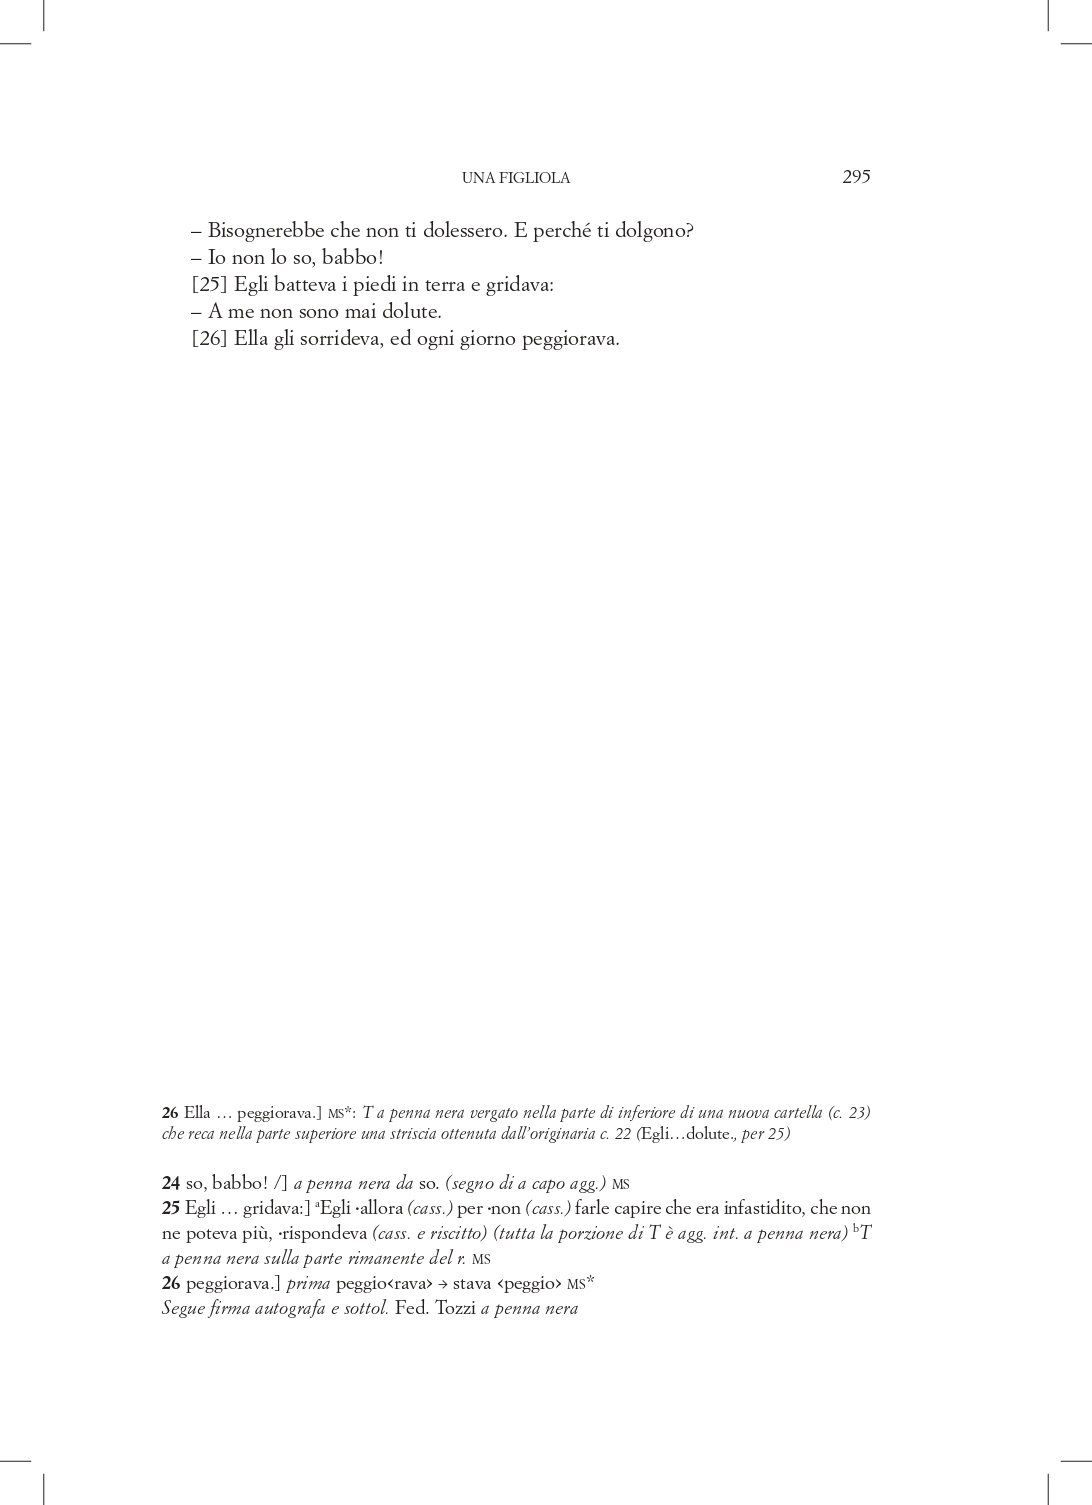 UNA FIGLIOLA 295
– Bisognerebbe che non ti dolessero. E perché ti dolgono?
– Io non lo so, babbo!
[25] Egli batteva i piedi in terra e gridava:
– A me non sono mai dolute.
[26] Ella gli sorrideva, ed ogni giorno peggiorava.
26 Ella … peggiorava.] MS*: T a penna nera vergato nella parte di inferiore di una nuova cartella (c. 23)
che reca nella parte superiore una striscia ottenuta dall’originaria c. 22 (Egli…dolute., per 25)
24 so, babbo! /] a penna nera da so. (segno di a capo agg.) MS
25 Egli … gridava:] ᵃEgli ·allora (cass.) per ·non (cass.) farle capire che era infastidito, che non
ne poteva più, ·rispondeva (cass. e riscitto) (tutta la porzione di T è agg. int. a penna nera) ᵇT
a penna nera sulla parte rimanente del r. MS
26 peggiorava.] prima peggio‹rava› → stava ‹peggio› MS*
Segue firma autografa e sottol. Fed. Tozzi a penna nera